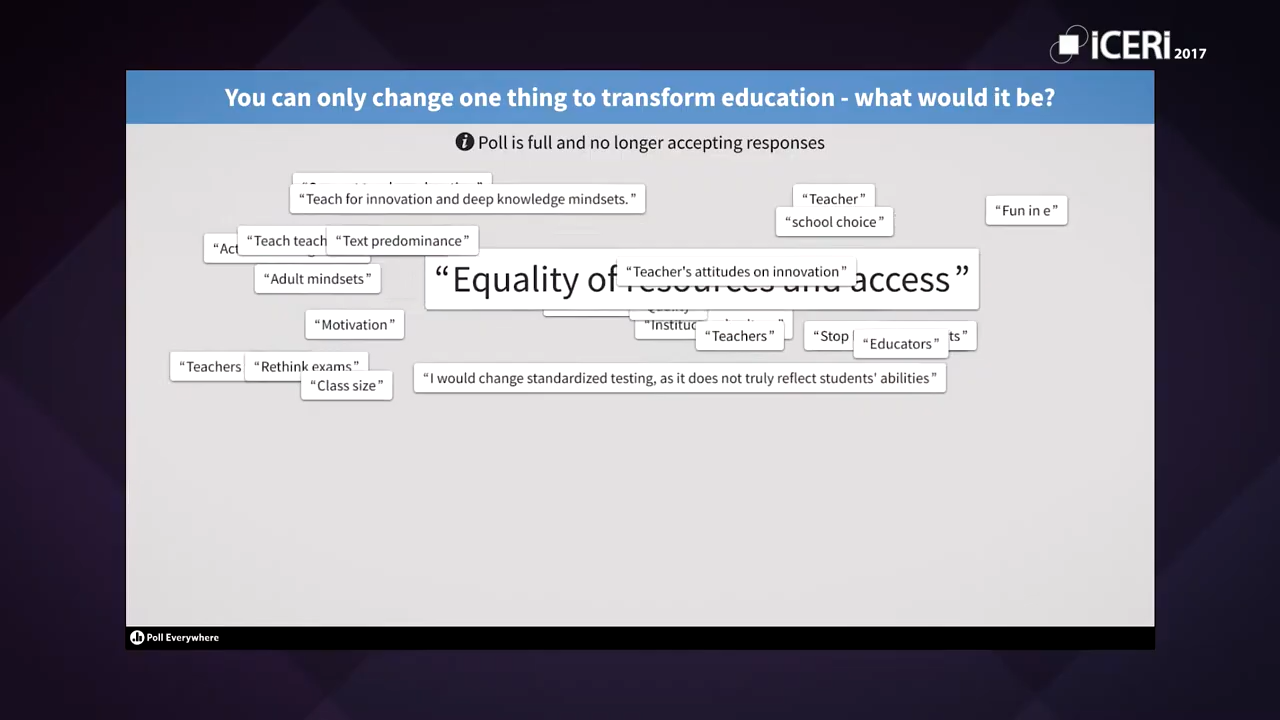 iCERi 2017
You can only change one thing to transform education - what would it be?
Poll is full and no longer accepting responses
“Teach for innovation and deep knowledge mindsets.”
“Teacher”
“school choice”
“Fun in e”
“Teach teach
“Text predominance”
“Adult mindsets”
“Equality of resources and access”
“Teacher's attitudes on innovation”
“Motivation”
“Teachers”
“Stop
“Educators”
“Teachers
“Rethink exams”
“Class size”
“I would change standardized testing, as it does not truly reflect students' abilities”
Poll Everywhere